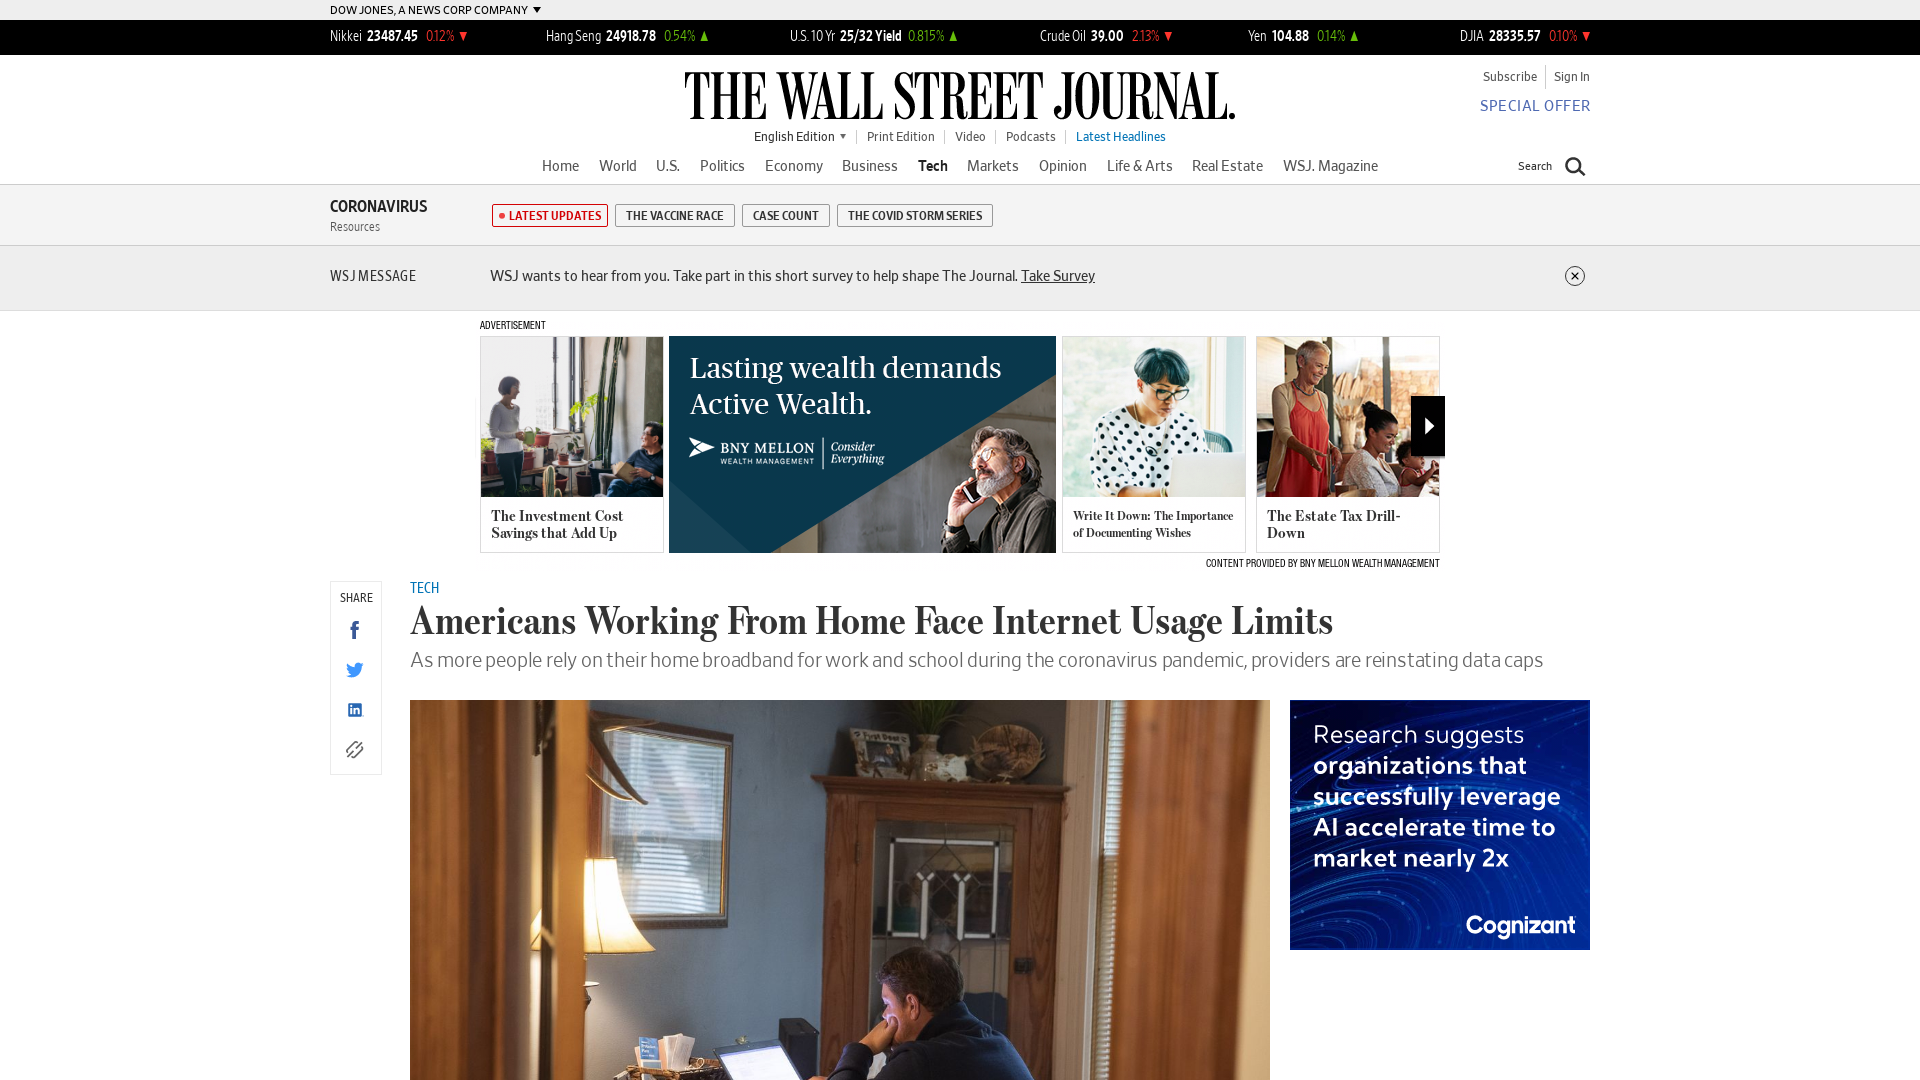 DOW JONES, A NEWS CORP COMPANY
Nikkei 23487.45 0.12%
Hang Seng 24918.78 0.54%
U.S. 10 Yr 25/32 Yield 0.815%
Crude Oil 39.00 2.13%
Yen 104.88 0.14%
DJIA 28335.57 0.10%
THE WALL STREET JOURNAL.
Subscribe
Sign In
SPECIAL OFFER
English Edition
Print Edition
Video
Podcasts
Latest Headlines
Home World U.S. Politics Economy Business Tech Markets Opinion Life & Arts Real Estate WSJ. Magazine
Search
CORONAVIRUS
Resources
LATEST UPDATES
THE VACCINE RACE
CASE COUNT
THE COVID STORM SERIES
WSJ MESSAGE
WSJ wants to hear from you. Take part in this short survey to help shape The Journal. Take Survey
ADVERTISEMENT
The Investment Cost
Savings that Add Up
Lasting wealth demands
Active Wealth.
BNY MELLON
WEALTH MANAGEMENT
Consider
Everything
Write It Down: The Importance
of Documenting Wishes
The Estate Tax Drill-
Down
CONTENT PROVIDED BY BNY MELLON WEALTH MANAGEMENT
SHARE
TECH
Americans Working From Home Face Internet Usage Limits
As more people rely on their home broadband for work and school during the coronavirus pandemic, providers are reinstating data caps
Research suggests
organizations that
successfully leverage
AI accelerate time to
market nearly 2x
Cognizant